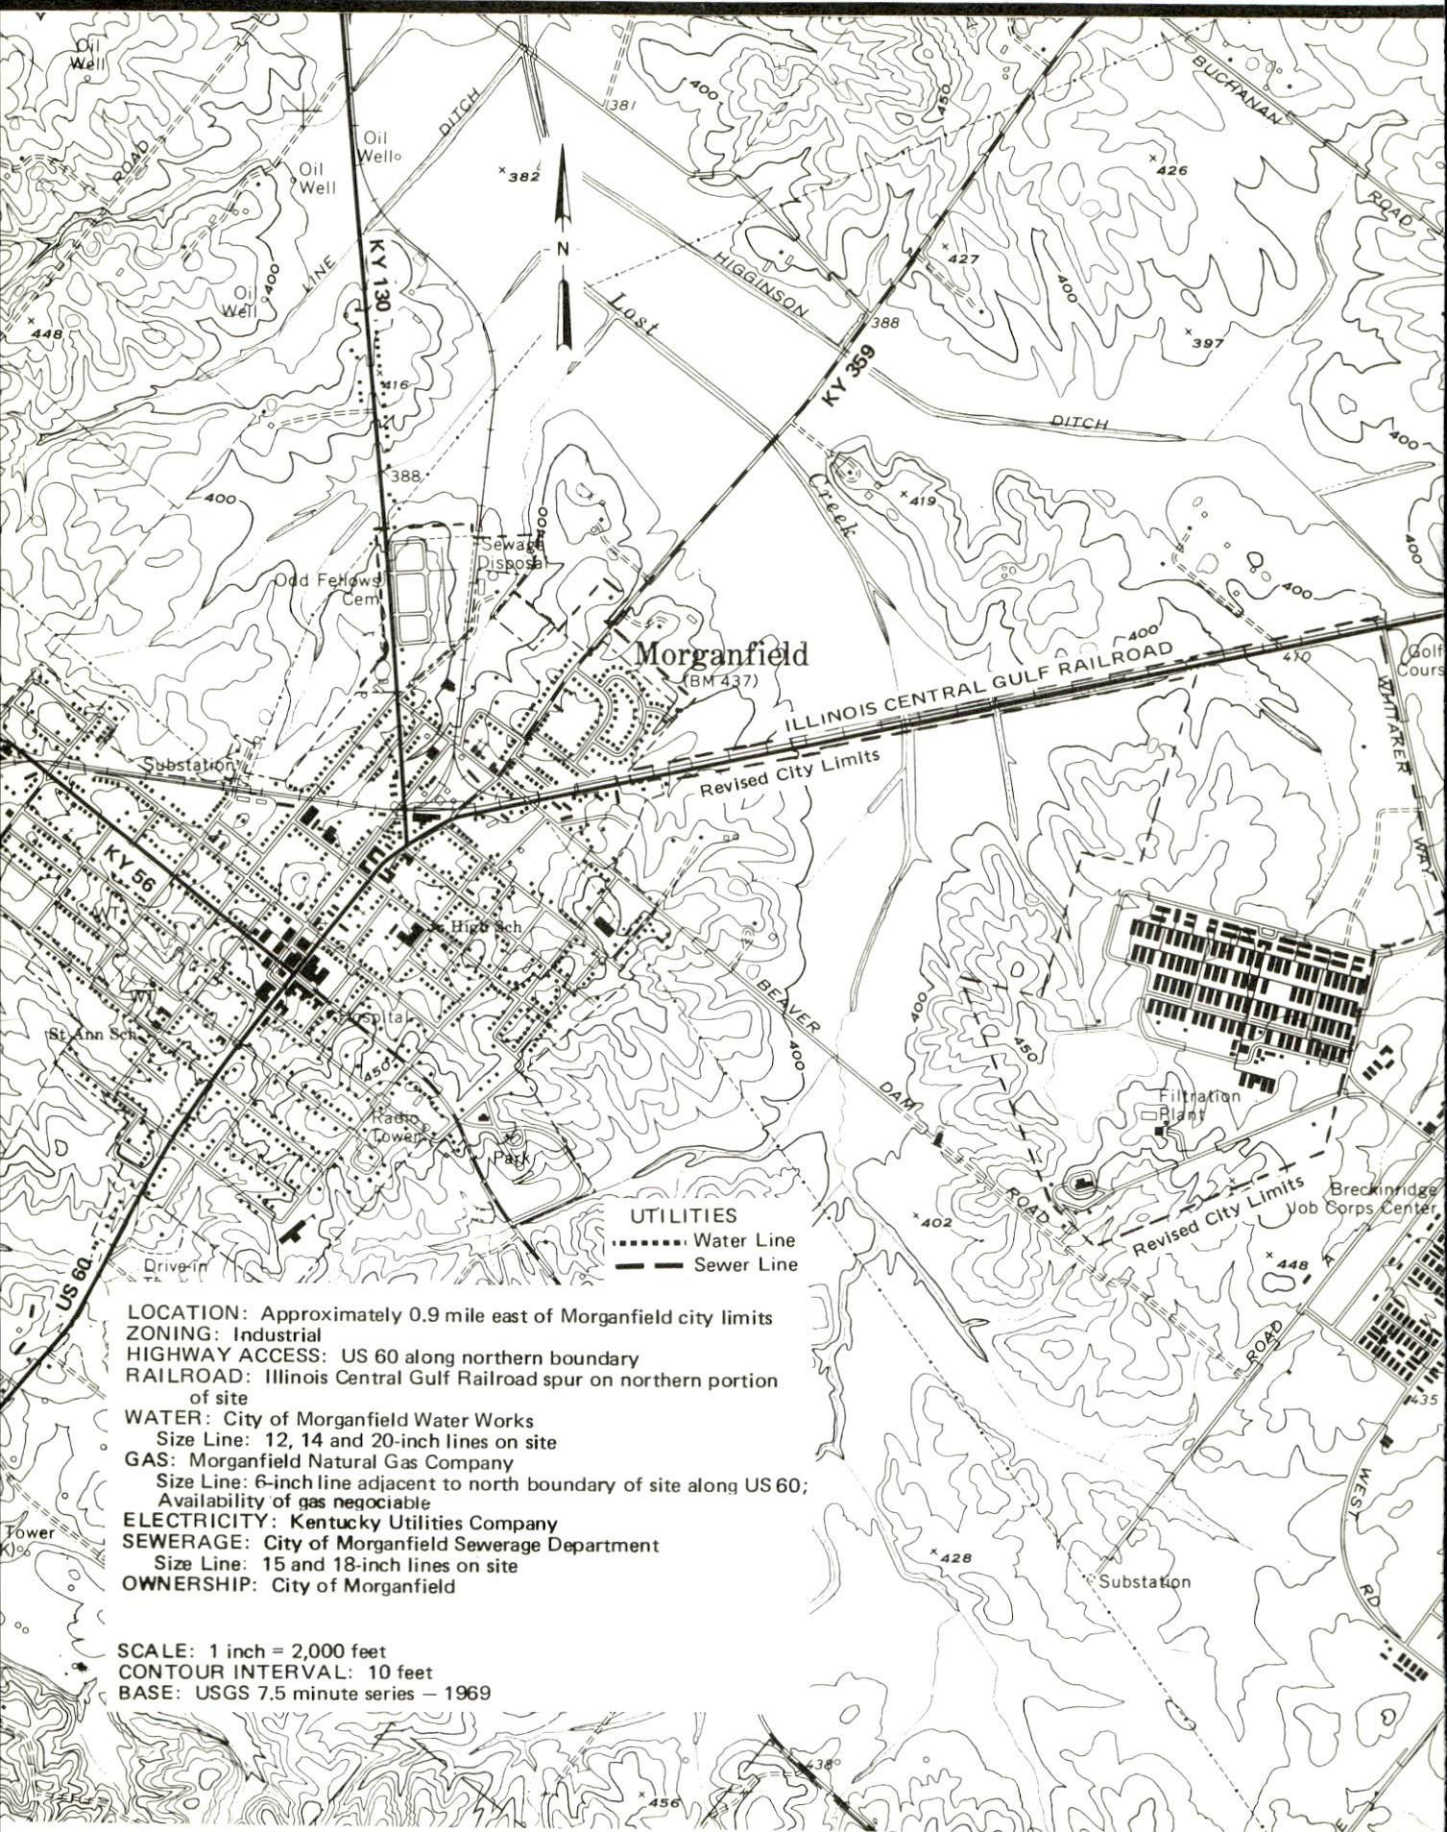 Oil
Well
ROAD
DITCH
Oil
Well
Oil
Well
381
382
400
450
BUCHANAN
ROAD
426
N
KY 130
LINE
400
Oil
Well
448
416
Lost
HIGGINSON
427
400
388
397
KY 359
DITCH
400
388
400
Creek
419
400
Sewage
Disposal
Odd Fellows
Cem
400
400
Morganfield
(BM 437)
400
ILLINOIS CENTRAL GULF RAILROAD
410
Golf
Cours
WHITAKER
WAY
Revised City Limits
Substation
KY 56
WT
High Sch
WT
Hospital
St Ann Sch
450
BEAVER
DAM
ROAD
400
400
450
Filtration
Plant
Radio
Tower
Park
402
Revised City Limits
Breckinridge
Job Corps Center
448
A
ROAD
435
WEST
RD
US 60
Drive-in
UTILITIES
Water Line
Sewer Line
LOCATION: Approximately 0.9 mile east of Morganfield city limits
ZONING: Industrial
HIGHWAY ACCESS: US 60 along northern boundary
RAILROAD: Illinois Central Gulf Railroad spur on northern portion
of site
WATER: City of Morganfield Water Works
Size Line: 12, 14 and 20-inch lines on site
GAS: Morganfield Natural Gas Company
Size Line: 6-inch line adjacent to north boundary of site along US 60;
Availability of gas negociable
ELECTRICITY: Kentucky Utilities Company
SEWERAGE: City of Morganfield Sewerage Department
Size Line: 15 and 18-inch lines on site
OWNERSHIP: City of Morganfield
Tower
428
Substation
SCALE: 1 inch = 2,000 feet
CONTOUR INTERVAL: 10 feet
BASE: USGS 7.5 minute series — 1969
438
456